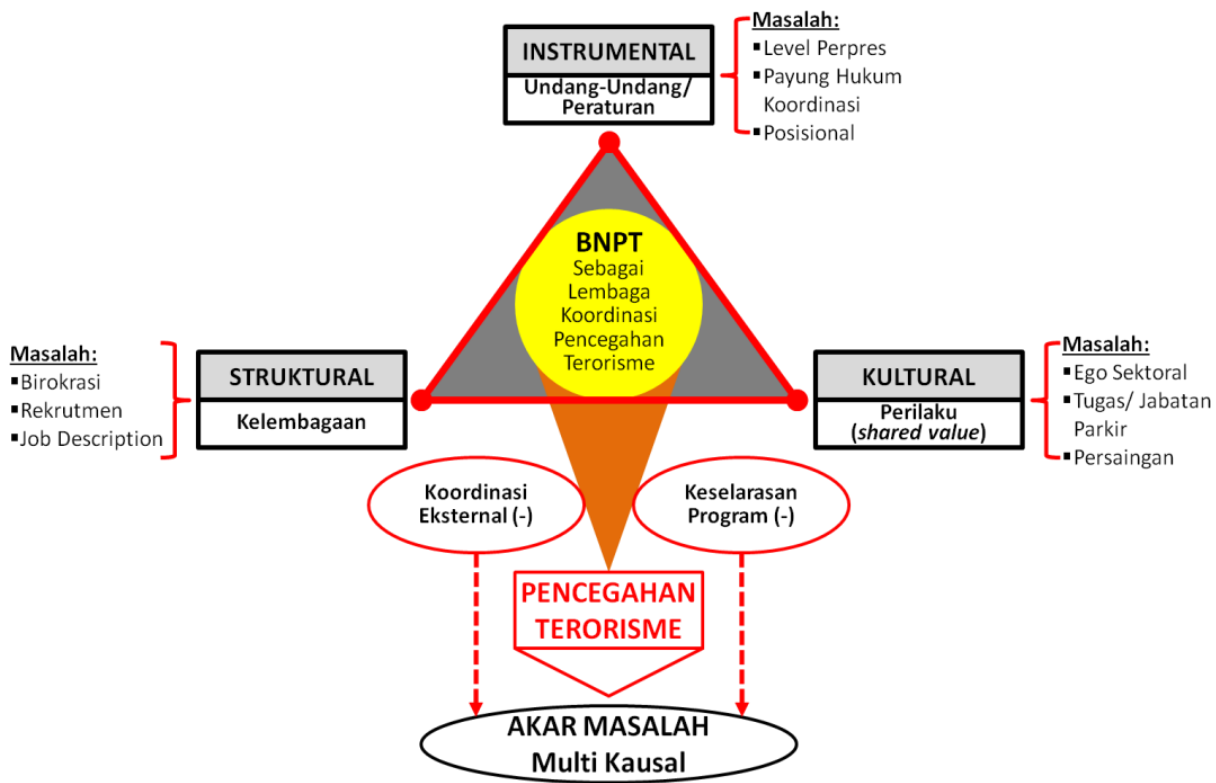 INSTRUMENTAL
Undang-Undang/
Peraturan
Masalah:
▪Level Perpres
▪Payung Hukum
Koordinasi
▪Posisional
BNPT
Sebagai
Lembaga
Koordinasi
Pencegahan
Terorisme
Masalah:
▪Birokrasi
▪Rekrutmen
▪Job Description
STRUKTURAL
Kelembagaan
KULTURAL
Perilaku
(shared value)
Masalah:
▪Ego Sektoral
▪Tugas/ Jabatan
Parkir
▪Persaingan
Koordinasi
Eksternal (-)
Keselarasan
Program (-)
PENCEGAHAN
TERORISME
AKAR MASALAH
Multi Kausal